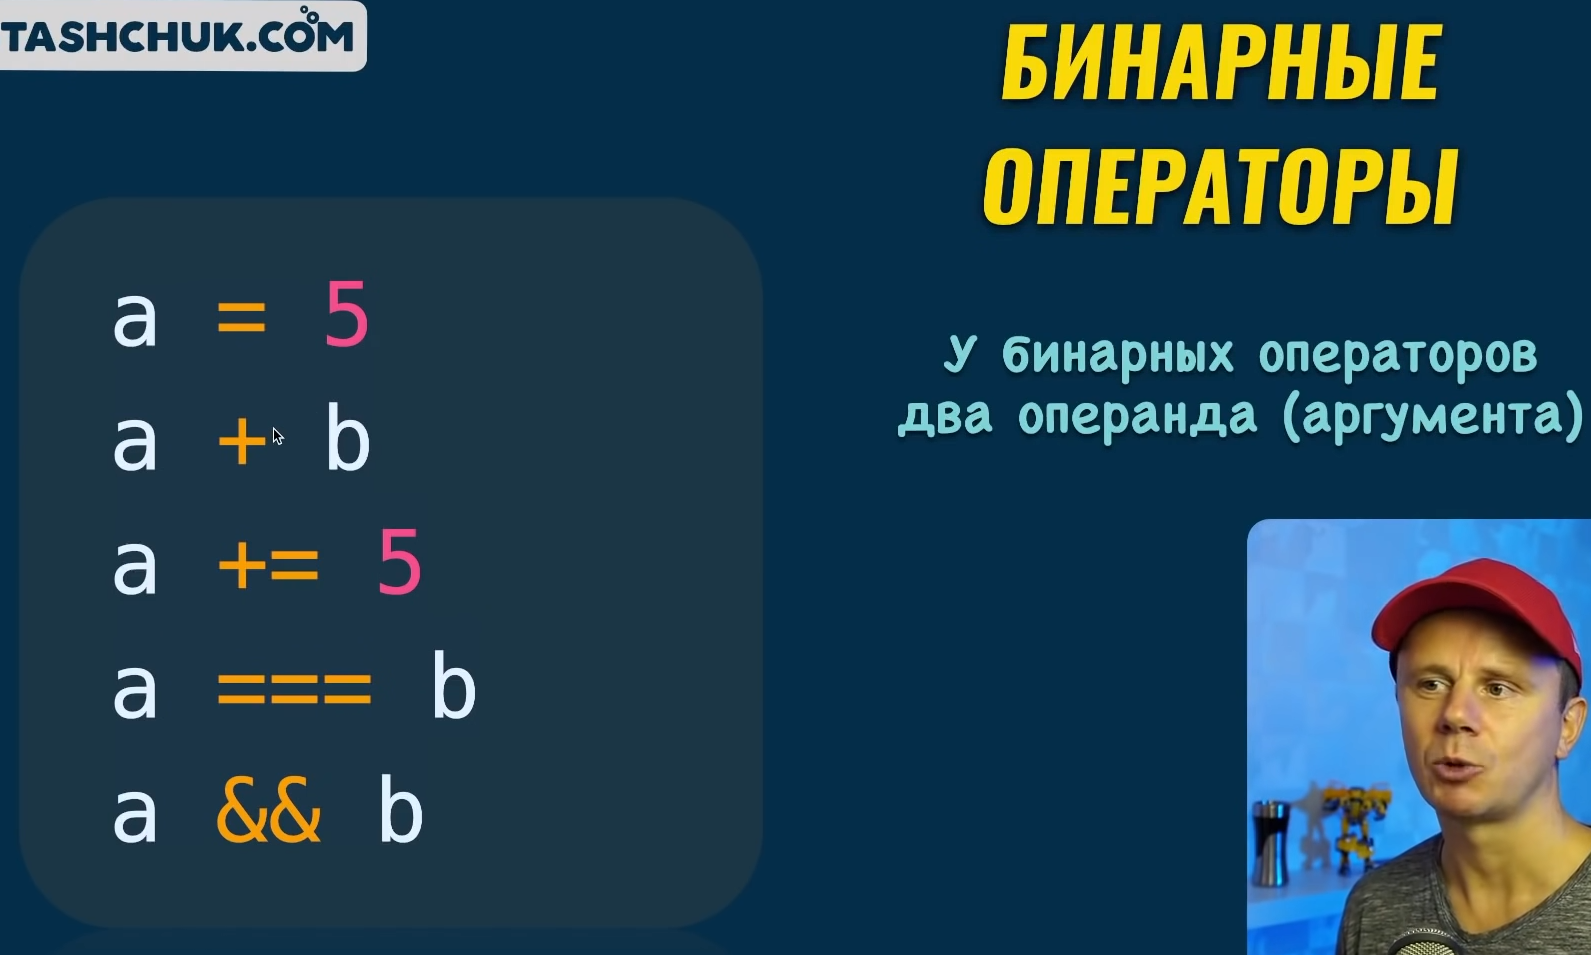 TASHCHUK.COM
БИНАРНЫЕ
ОПЕРАТОРЫ
a = 5
a + b
a += 5
a === b
a && b
У бинарных операторов
два операнда (аргумента)